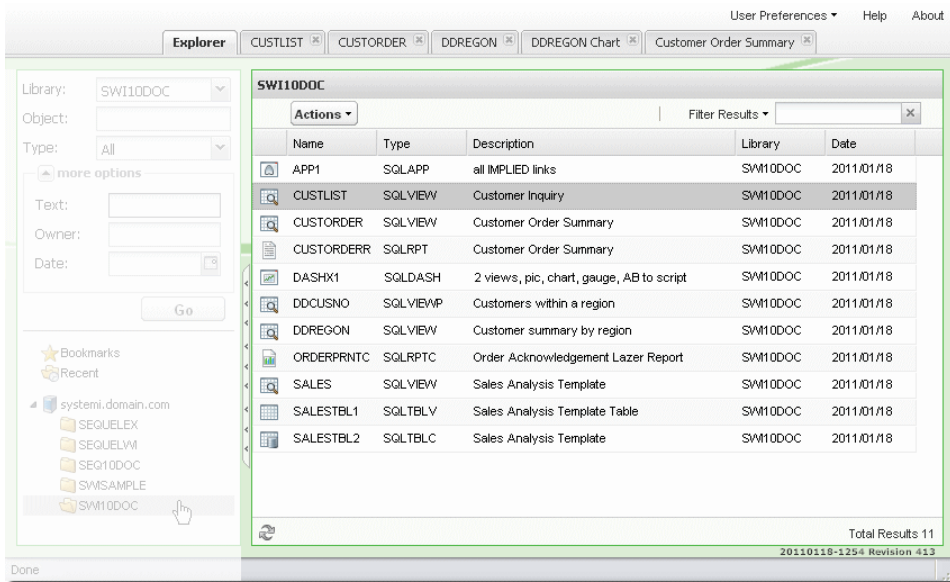 User Preferences ▾ Help About
Explorer CUSTLIST CUSTORDER DDREGON DDREGON Chart Customer Order Summary
Library: SWI10DOC
Object:
Type: All
more options
Text:
Owner:
Date:
Go
Bookmarks
Recent
systemi.domain.com
SEQUELEX
SEQUELWI
SEQ10DOC
SWISAMPLE
SWI10DOC
SWI10DOC
Actions ▾ Filter Results ▾
Name Type Description Library Date
APP1 SQLAPP all IMPLIED links SWI10DOC 2011/01/18
CUSTLIST SQLVIEW Customer Inquiry SWI10DOC 2011/01/18
CUSTORDER SQLVIEW Customer Order Summary SWI10DOC 2011/01/18
CUSTORDERR SQLRPT Customer Order Summary SWI10DOC 2011/01/18
DASHX1 SQLDASH 2 views, pic, chart, gauge, AB to script SWI10DOC 2011/01/18
DDCUSNO SQLVIEWP Customers within a region SWI10DOC 2011/01/18
DDREGON SQLVIEW Customer summary by region SWI10DOC 2011/01/18
ORDERPRNTC SQLRPTC Order Acknowledgement Lazer Report SWI10DOC 2011/01/18
SALES SQLVIEW Sales Analysis Template SWI10DOC 2011/01/18
SALESTBL1 SQLTBLV Sales Analysis Template Table SWI10DOC 2011/01/18
SALESTBL2 SQLTBLC Sales Analysis Template SWI10DOC 2011/01/18
Total Results 11
20110118-1254 Revision 413
Done